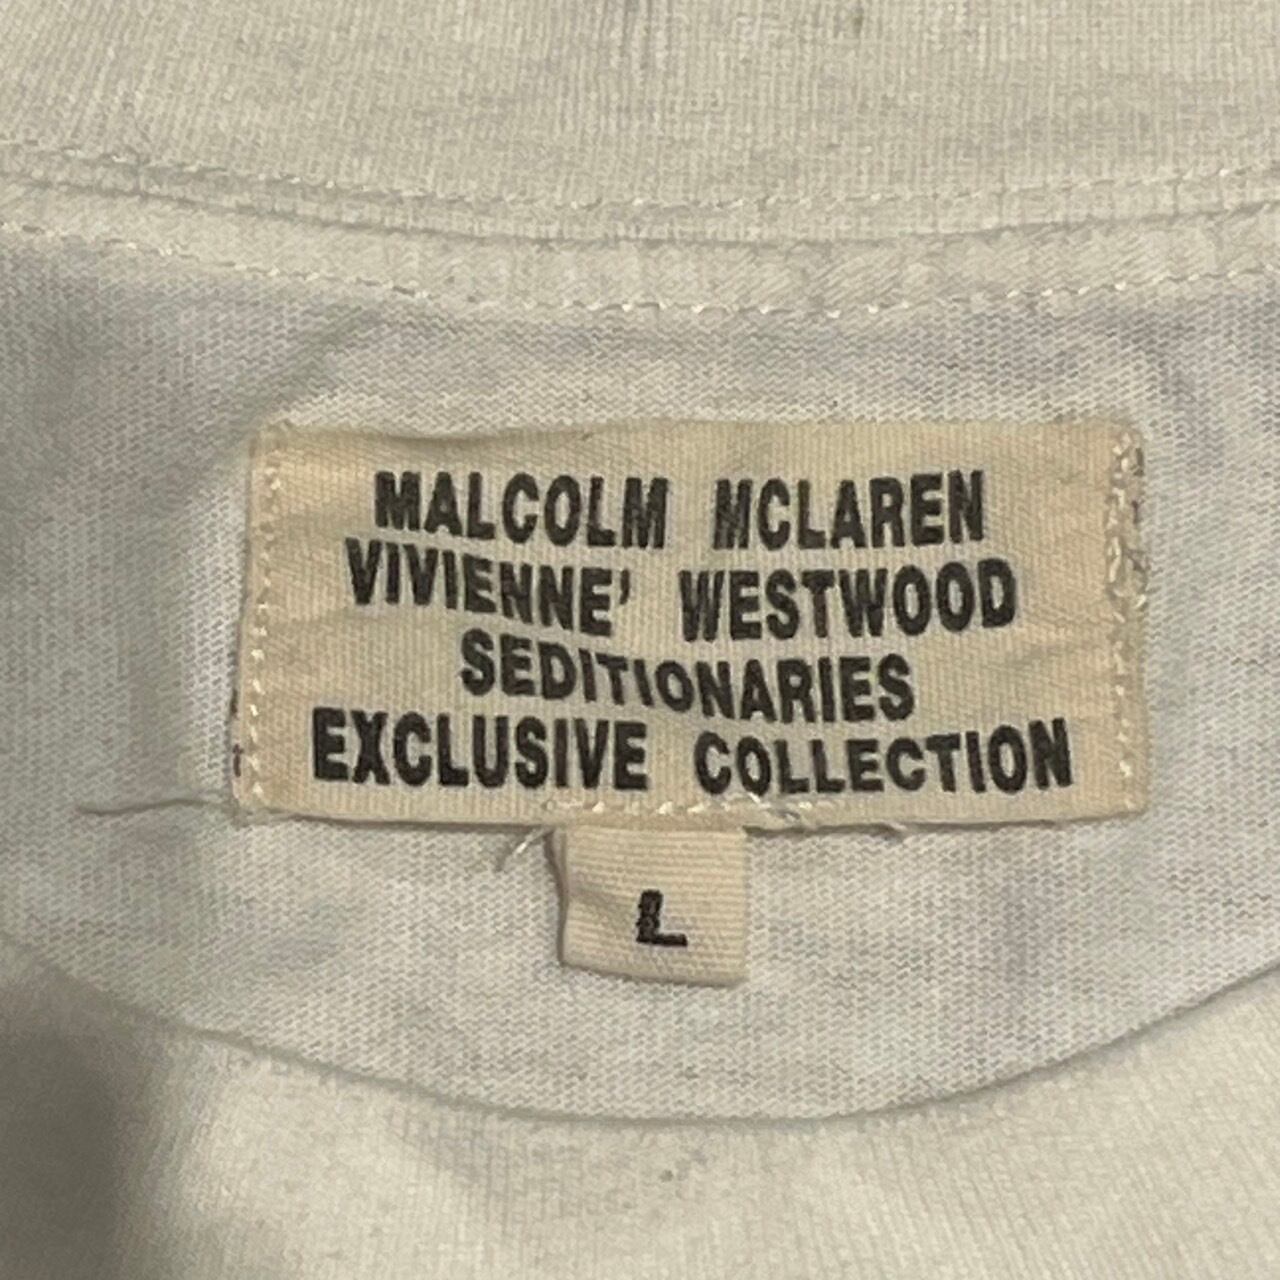 MALCOLM MCLAREN
VIVIENNE' WESTWOOD
SEDITIONARIES
EXCLUSIVE COLLECTION
L